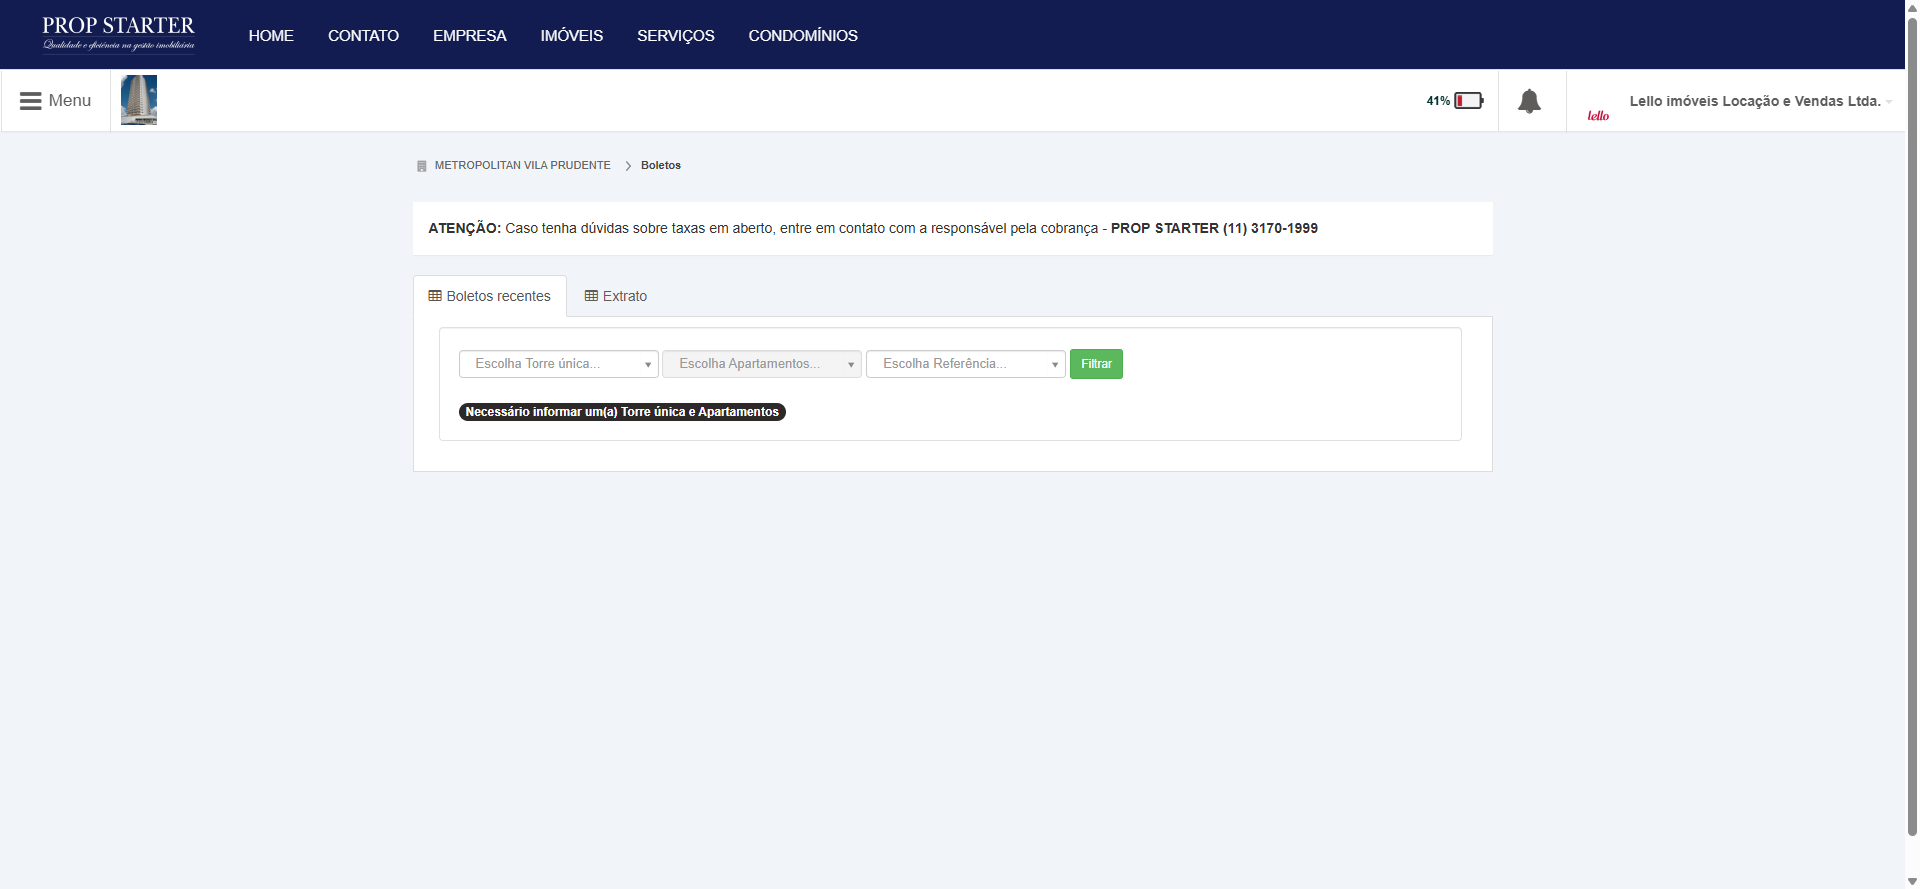 PROP STARTER
Qualidade e eficiência na gestão imobiliária
HOME CONTATO EMPRESA IMÓVEIS SERVIÇOS CONDOMÍNIOS
Menu
41%
lello
Lello imóveis Locação e Vendas Ltda.
METROPOLITAN VILA PRUDENTE Boletos
ATENÇÃO: Caso tenha dúvidas sobre taxas em aberto, entre em contato com a responsável pela cobrança - PROP STARTER (11) 3170-1999
Boletos recentes Extrato
Escolha Torre única... Escolha Apartamentos... Escolha Referência... Filtrar
Necessário informar um(a) Torre única e Apartamentos